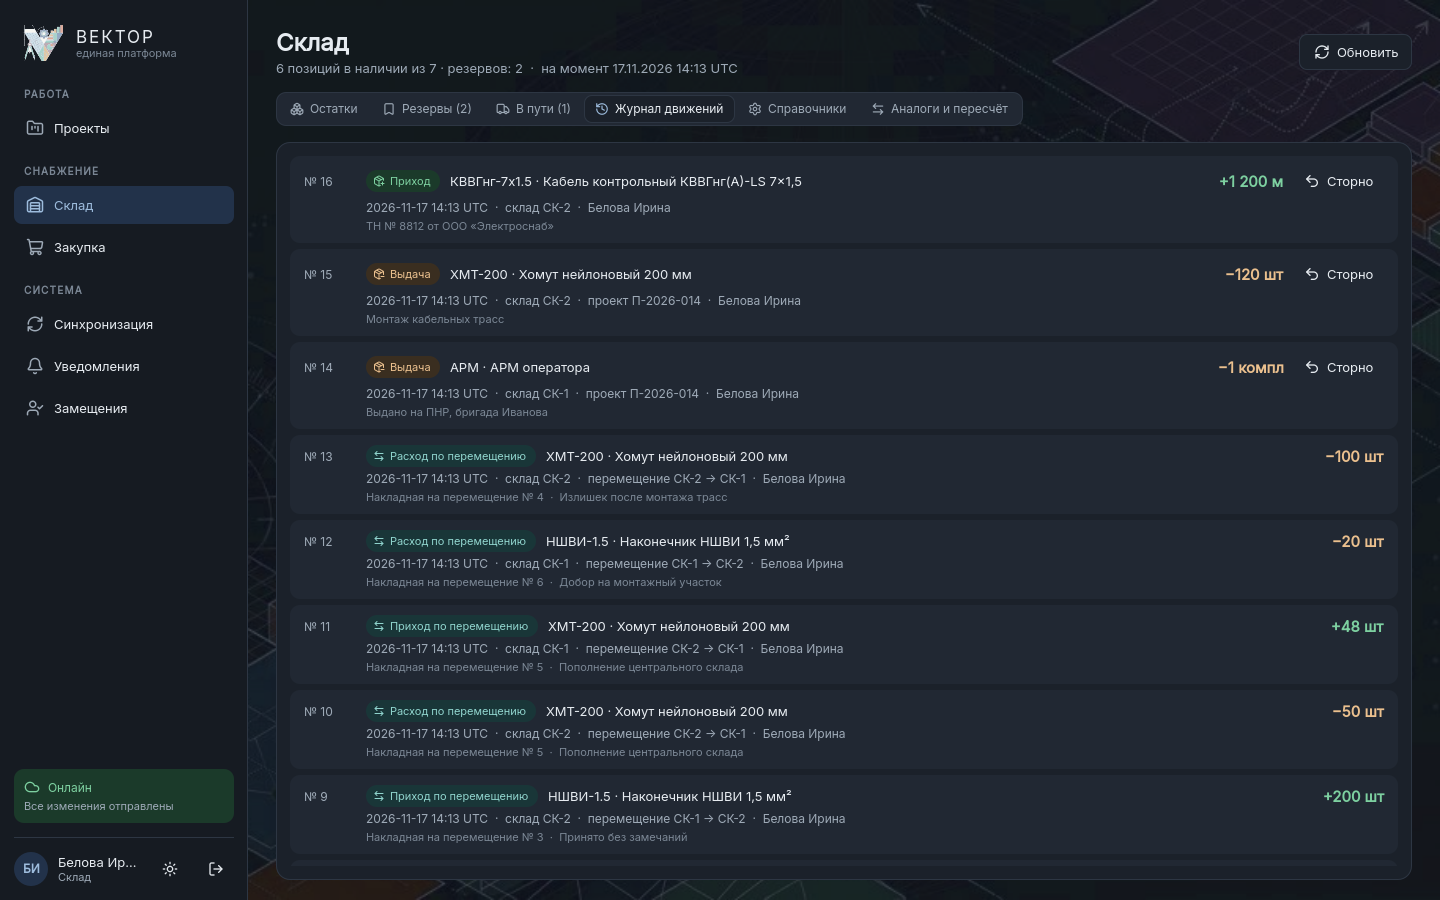 ВЕКТОР
единая платформа
РАБОТА
Проекты
СНАБЖЕНИЕ
Склад
Закупка
СИСТЕМА
Синхронизация
Уведомления
Замещения
Онлайн
Все изменения отправлены
БИ
Белова Ир...
Склад
Склад
6 позиций в наличии из 7 · резервов: 2 · на момент 17.11.2026 14:13 UTC
Обновить
Остатки Резервы (2) В пути (1) Журнал движений Справочники Аналоги и пересчёт
№ 16 Приход КВВГнг-7х1.5 · Кабель контрольный КВВГнг(А)-LS 7×1,5 +1 200 м Сторно
2026-11-17 14:13 UTC · склад СК-2 · Белова Ирина
ТН № 8812 от ООО «Электроснаб»
№ 15 Выдача ХМТ-200 · Хомут нейлоновый 200 мм −120 шт Сторно
2026-11-17 14:13 UTC · склад СК-2 · проект П-2026-014 · Белова Ирина
Монтаж кабельных трасс
№ 14 Выдача АРМ · АРМ оператора −1 компл Сторно
2026-11-17 14:13 UTC · склад СК-1 · проект П-2026-014 · Белова Ирина
Выдано на ПНР, бригада Иванова
№ 13 Расход по перемещению ХМТ-200 · Хомут нейлоновый 200 мм −100 шт
2026-11-17 14:13 UTC · склад СК-2 · перемещение СК-2 → СК-1 · Белова Ирина
Накладная на перемещение № 4 · Излишек после монтажа трасс
№ 12 Расход по перемещению НШВИ-1.5 · Наконечник НШВИ 1,5 мм² −20 шт
2026-11-17 14:13 UTC · склад СК-1 · перемещение СК-1 → СК-2 · Белова Ирина
Накладная на перемещение № 6 · Добор на монтажный участок
№ 11 Приход по перемещению ХМТ-200 · Хомут нейлоновый 200 мм +48 шт
2026-11-17 14:13 UTC · склад СК-1 · перемещение СК-2 → СК-1 · Белова Ирина
Накладная на перемещение № 5 · Пополнение центрального склада
№ 10 Расход по перемещению ХМТ-200 · Хомут нейлоновый 200 мм −50 шт
2026-11-17 14:13 UTC · склад СК-2 · перемещение СК-2 → СК-1 · Белова Ирина
Накладная на перемещение № 5 · Пополнение центрального склада
№ 9 Приход по перемещению НШВИ-1.5 · Наконечник НШВИ 1,5 мм² +200 шт
2026-11-17 14:13 UTC · склад СК-2 · перемещение СК-1 → СК-2 · Белова Ирина
Накладная на перемещение № 3 · Принято без замечаний